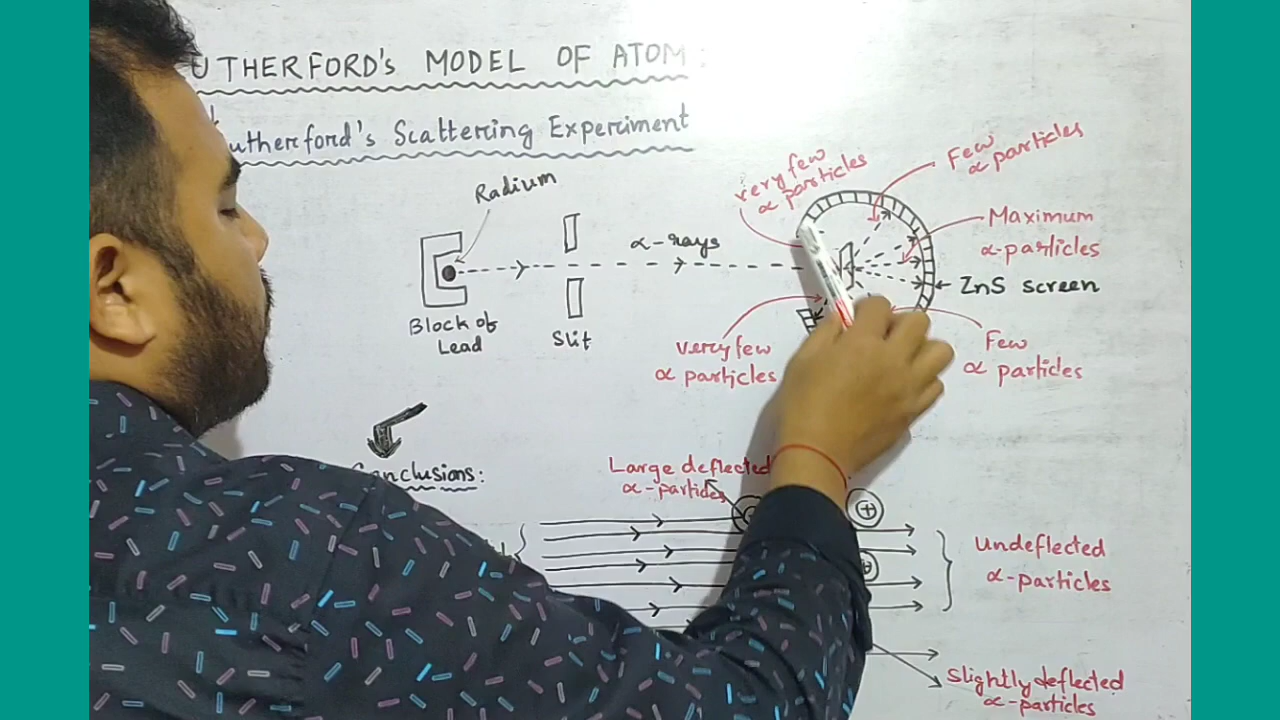 UTHERFORD's MODEL OF ATOM:
utherford's Scattering Experiment
Radium
α-rays
Block of
Lead
Slit
very few
α particles
Few
α particles
Maximum
α-particles
ZnS screen
very few
α particles
Few
α particles
Conclusions:
Large deflected
α-particles
+
Undeflected
α-particles
Slightly deflected
α-particles